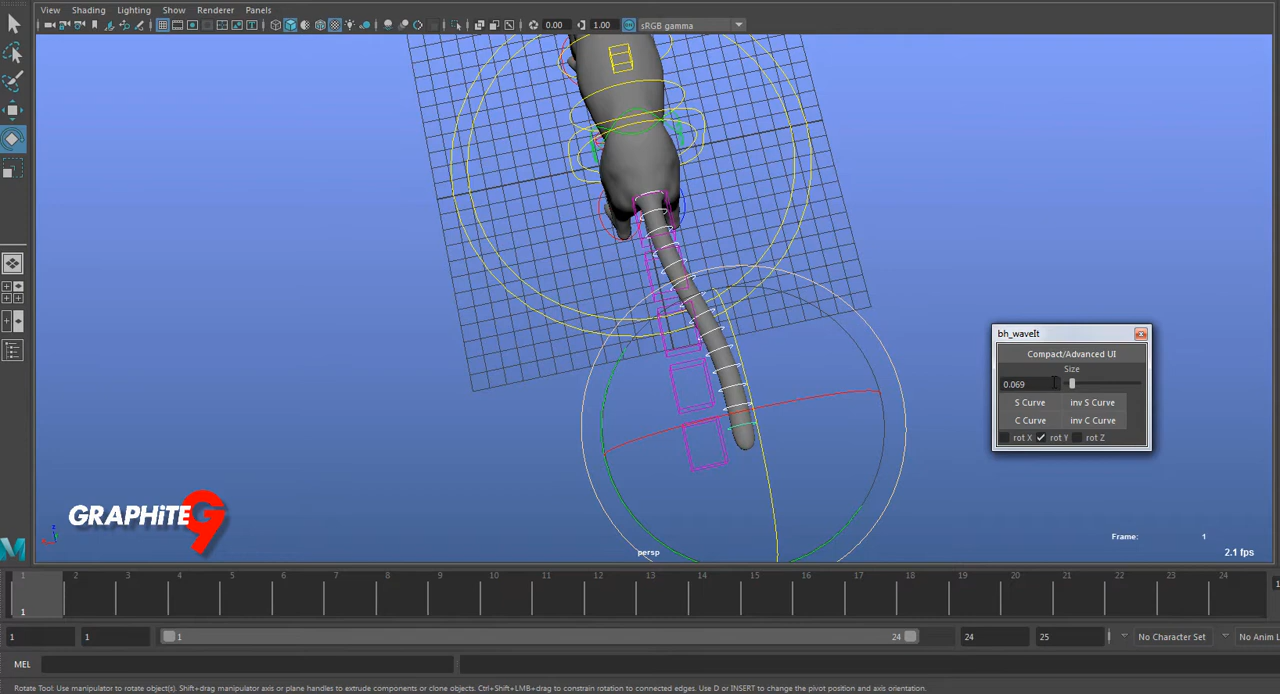 View Shading Lighting Show Renderer Panels
0.00 1.00 sRGB gamma
bh_waveIt
Compact/Advanced UI
Size
0.069
S Curve inv S Curve
C Curve inv C Curve
rot X rot Y rot Z
GRAPHiTE G9
persp
Frame: 1
2.1 fps
1 2 3 4 5 6 7 8 9 10 11 12 13 14 15 16 17 18 19 20 21 22 23 24
1
1 1 1 24 24 25 No Character Set No Anim L
MEL
Rotate Tool: Use manipulator to rotate object(s). Shift+drag manipulator axis or plane handles to extrude components or clone objects. Ctrl+Shift+LMB+drag to constrain rotation to connected edges. Use D or INSERT to change the pivot position and axis orientation.